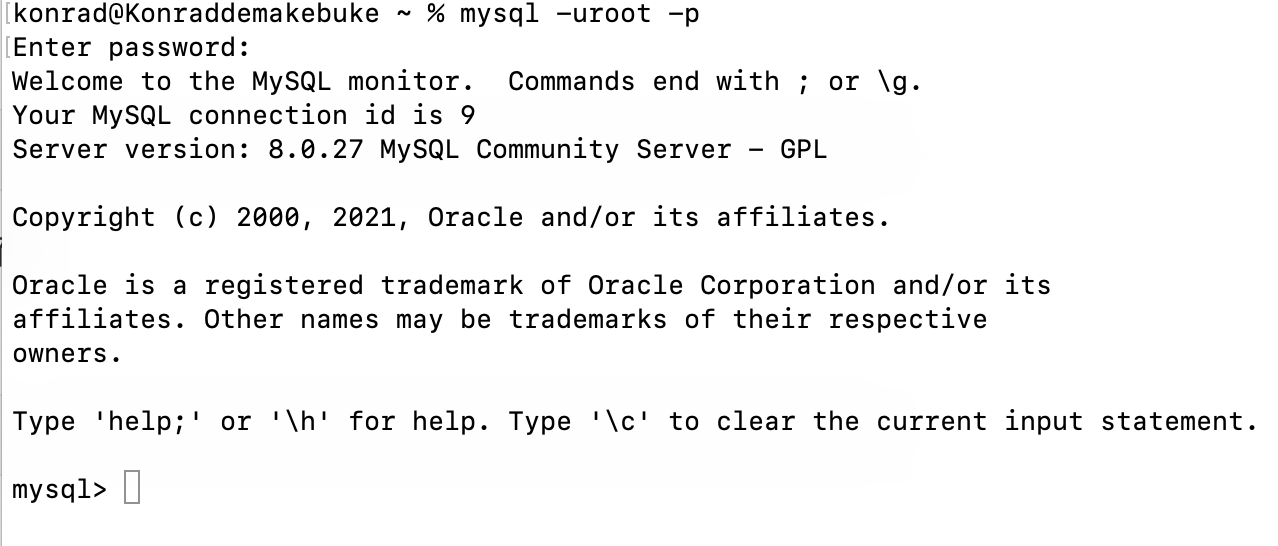 [konrad@Konraddemakebuke ~ % mysql -uroot -p
[Enter password:
Welcome to the MySQL monitor.  Commands end with ; or \g.
Your MySQL connection id is 9
Server version: 8.0.27 MySQL Community Server - GPL
Copyright (c) 2000, 2021, Oracle and/or its affiliates.
Oracle is a registered trademark of Oracle Corporation and/or its
affiliates. Other names may be trademarks of their respective
owners.
Type 'help;' or '\h' for help. Type '\c' to clear the current input statement.
mysql>